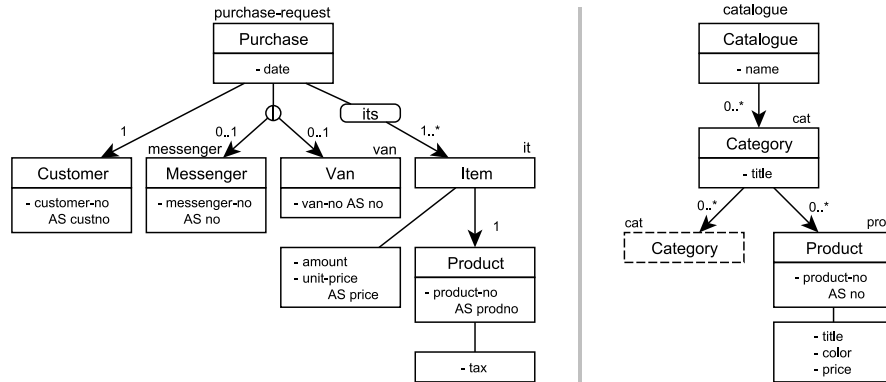 purchase-request
Purchase
- date
its
1
0..1
0..1
1..*
messenger
van
it
Customer
- customer-no
AS custno
Messenger
- messenger-no
AS no
Van
- van-no AS no
Item
- amount
- unit-price
AS price
1
Product
- product-no
AS prodno
- tax
catalogue
Catalogue
- name
0..*
cat
Category
- title
0..*
0..*
cat
Category
pro
Product
- product-no
AS no
- title
- color
- price